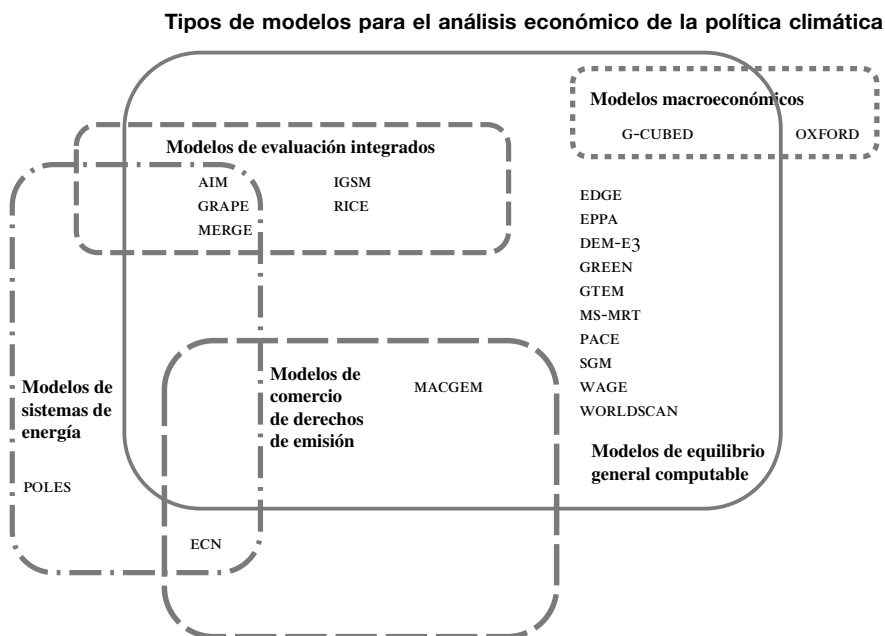 Tipos de modelos para el análisis económico de la política climática
Modelos macroeconómicos
G-CUBED OXFORD
Modelos de evaluación integrados
AIM IGSM
GRAPE RICE
MERGE
EDGE
EPPA
DEM-E3
GREEN
GTEM
MS-MRT
PACE
SGM
WAGE
WORLDSCAN
Modelos de equilibrio
general computable
Modelos de
comercio
de derechos
de emisión
MACGEM
Modelos de
sistemas de
energía
POLES
ECN